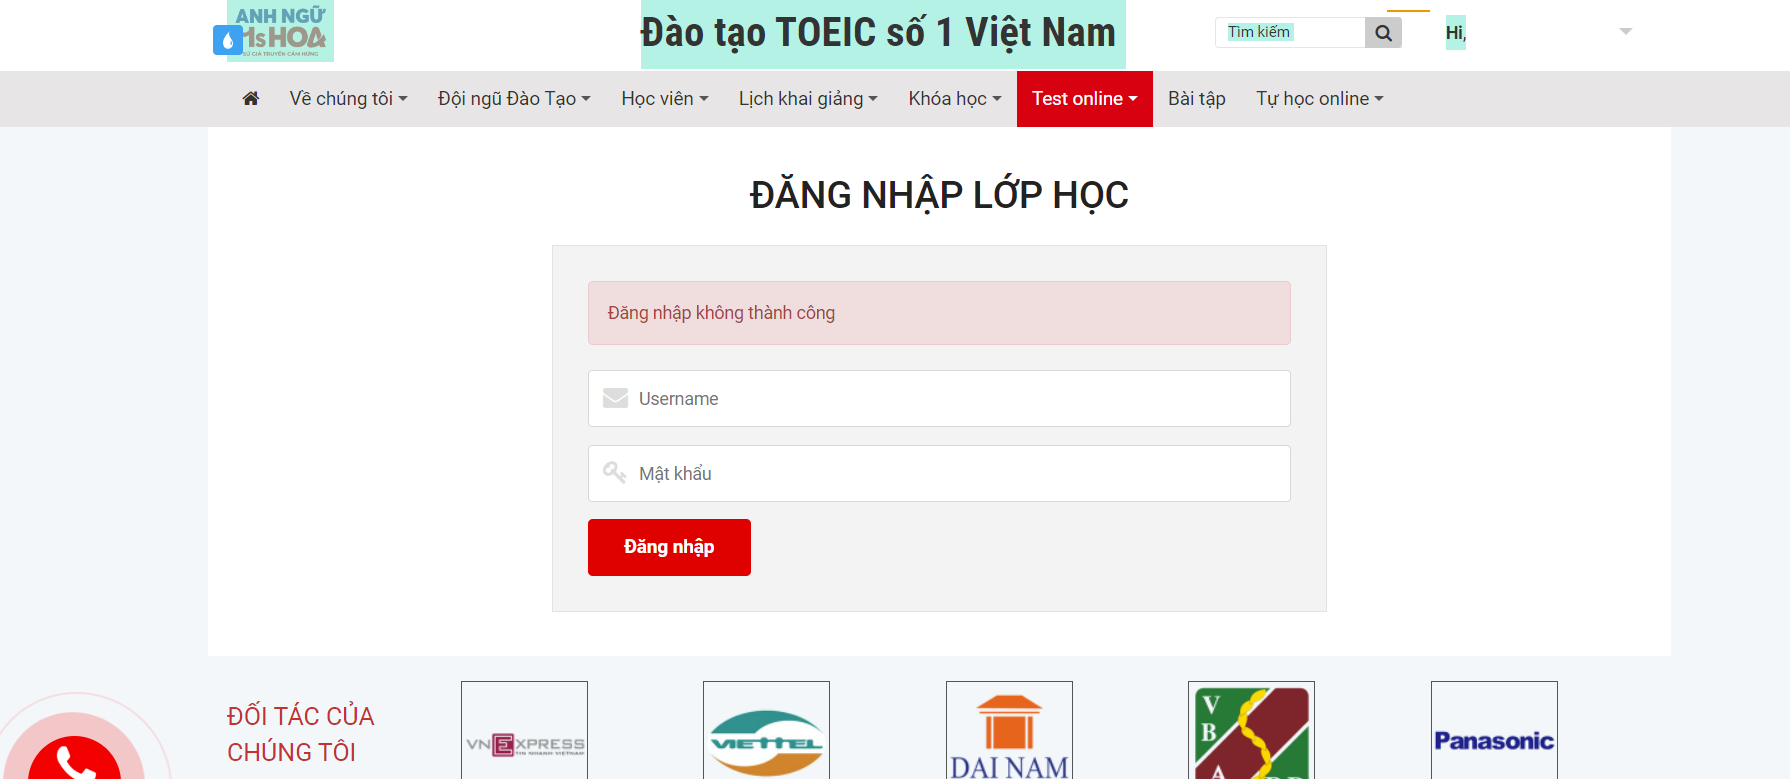 ANH NGỮ
MS HOA
SỨ GIẢ TRUYỀN CẢM HỨNG
Đào tạo TOEIC số 1 Việt Nam
Tìm kiếm
Hi,
Về chúng tôi
Đội ngũ Đào Tạo
Học viên
Lịch khai giảng
Khóa học
Test online
Bài tập
Tự học online
ĐĂNG NHẬP LỚP HỌC
Đăng nhập không thành công
Username
Mật khẩu
Đăng nhập
ĐỐI TÁC CỦA
CHÚNG TÔI
VNEXPRESS
TIN NHANH VIETNAM
VIETTEL
DAI NAM
V
B
A
Panasonic